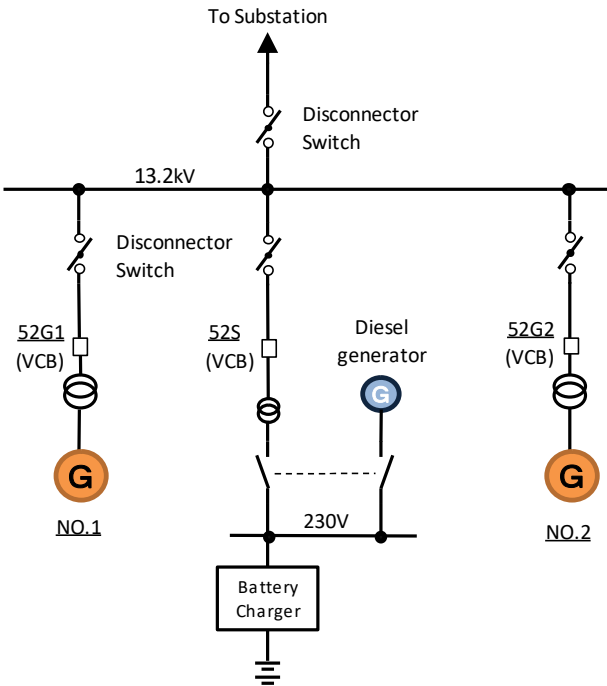 To Substation
Disconnector
Switch
13.2kV
Disconnector
Switch
52G1
(VCB)
52S
(VCB)
Diesel
generator
52G2
(VCB)
G
G
G
NO.1
NO.2
230V
Battery
Charger